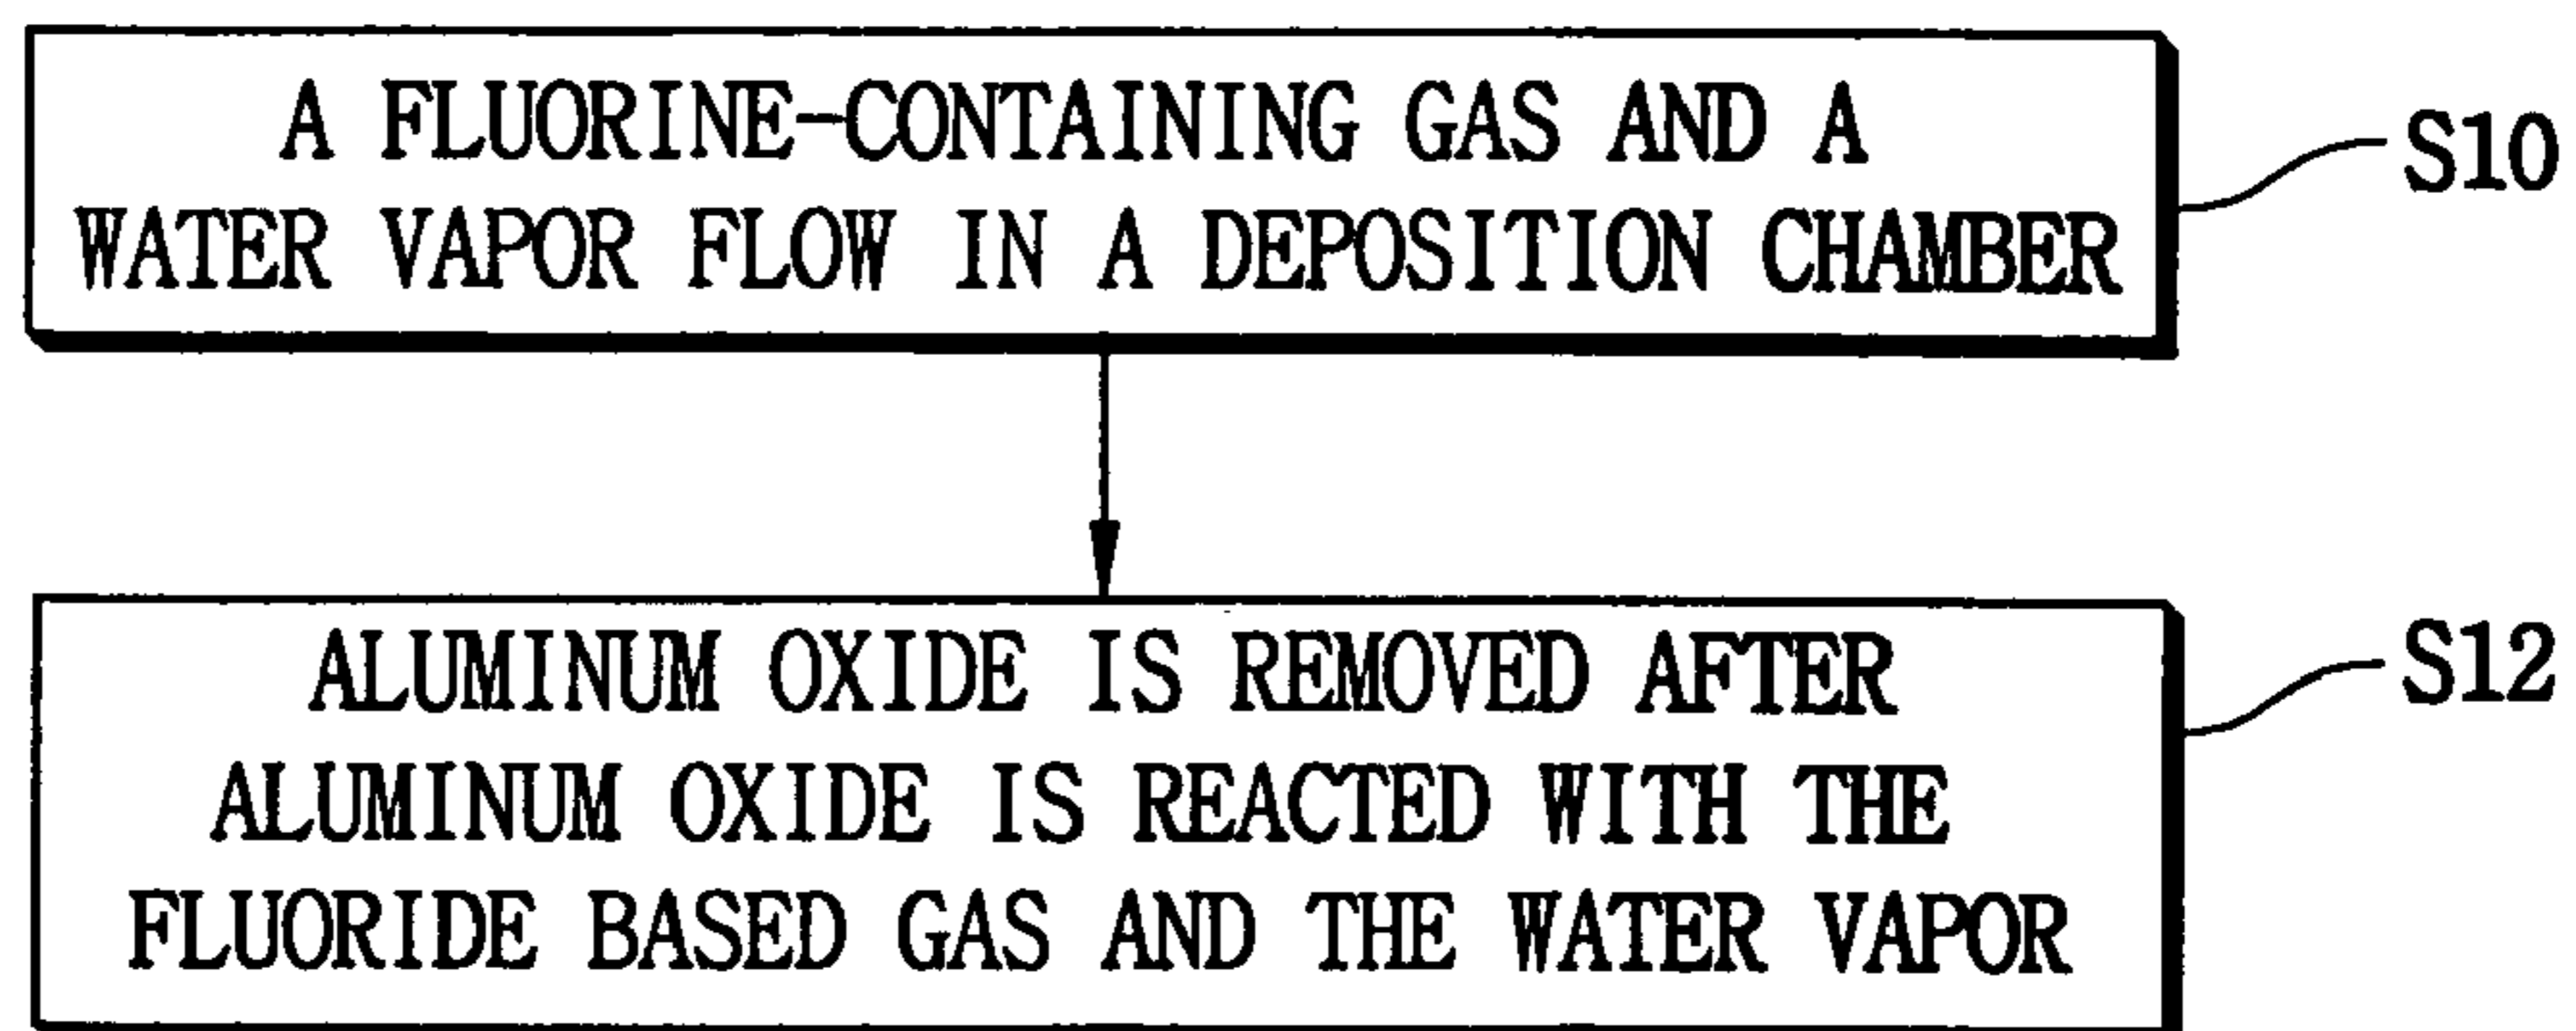 A FLUORINE-CONTAINING GAS AND A
WATER VAPOR FLOW IN A DEPOSITION CHAMBER
S10
ALUMINUM OXIDE IS REMOVED AFTER
ALUMINUM OXIDE IS REACTED WITH THE
FLUORIDE BASED GAS AND THE WATER VAPOR
S12